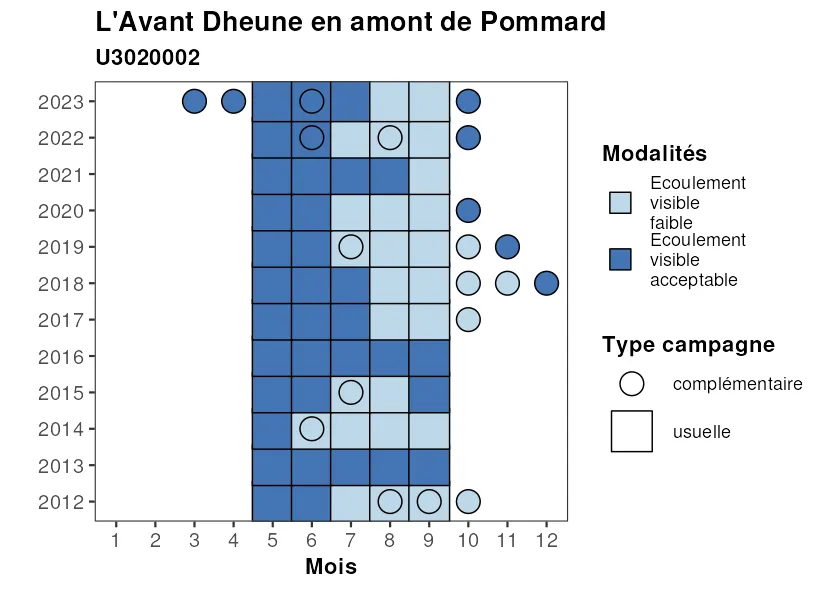 L'Avant Dheune en amont de Pommard
U3020002
2023
2022
2021
2020
2019
2018
2017
2016
2015
2014
2013
2012
1 2 3 4 5 6 7 8 9 10 11 12
Mois
Modalités
Ecoulement
visible
faible
Ecoulement
visible
acceptable
Type campagne
complémentaire
usuelle